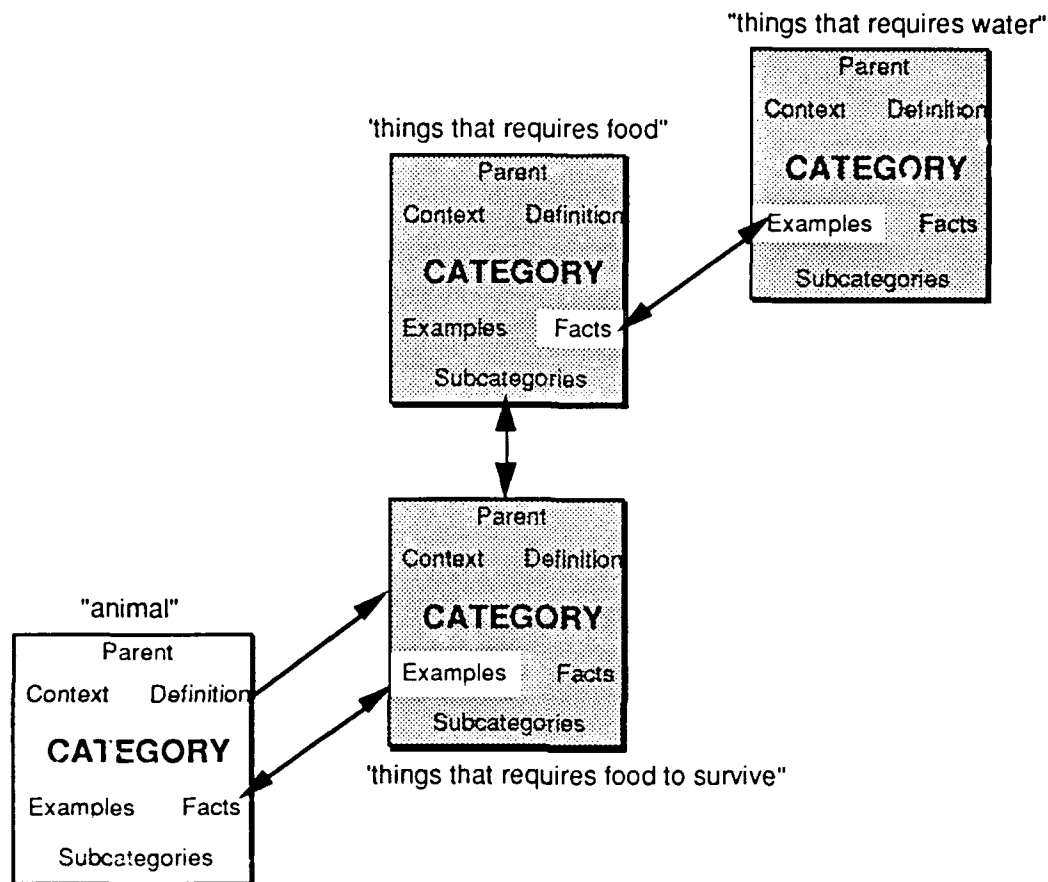 "things that requires water"
Parent
Context Definition
CATEGORY
Examples Facts
Subcategories
'things that requires food"
Parent
Context Definition
CATEGORY
Examples Facts
Subcategories
Parent
Context Definition
CATEGORY
Examples Facts
Subcategories
'things that requires food to survive"
"animal"
Parent
Context Definition
CATEGORY
Examples Facts
Subcategories